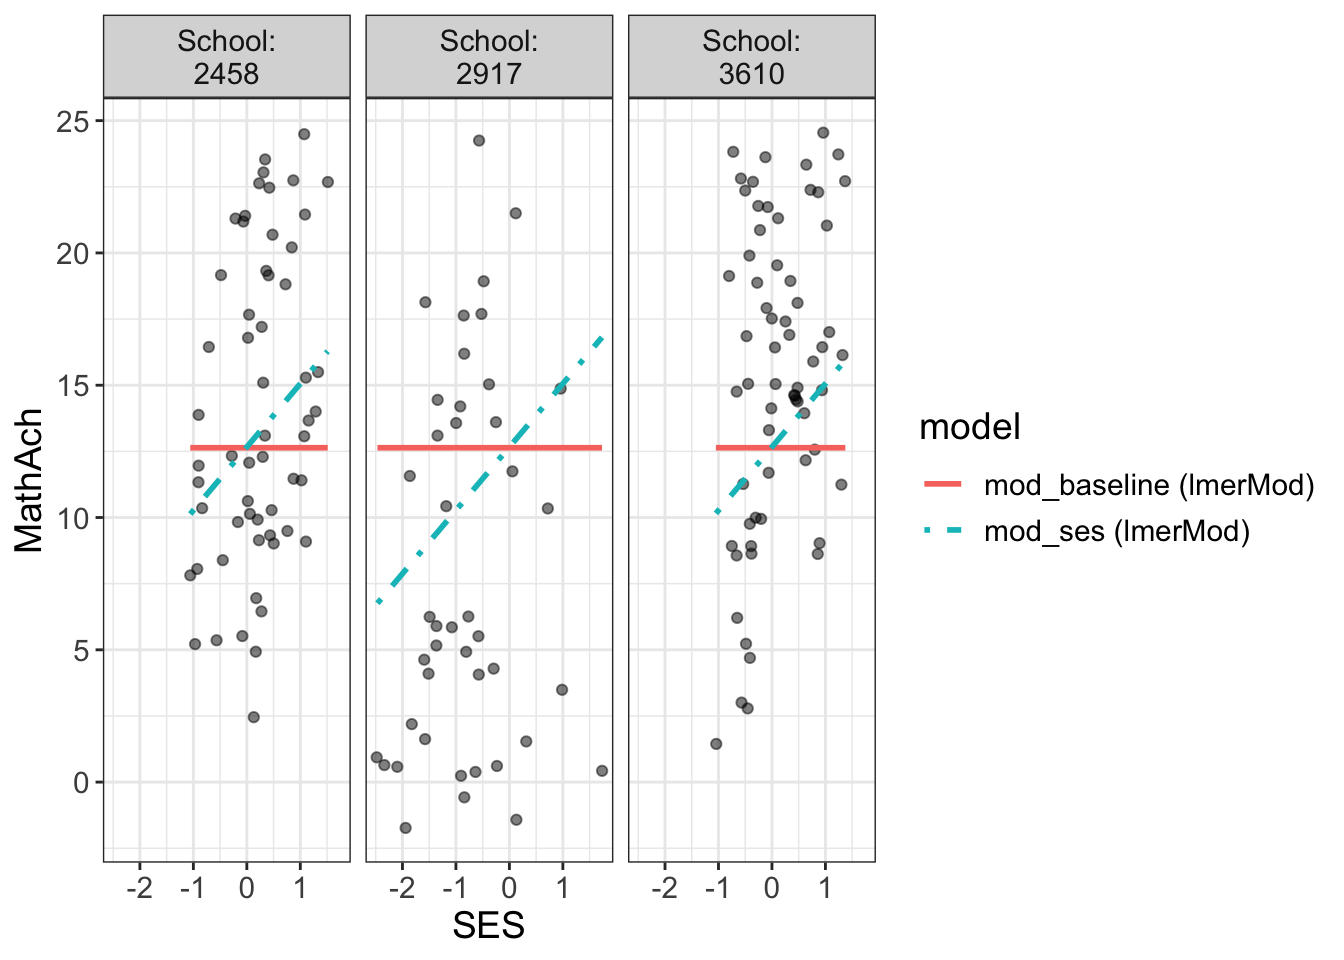 School:
2458
School:
2917
School:
3610
25
20
15
10
5
0
-2 -1 0 1
-2 -1 0 1
-2 -1 0 1
SES
MathAch
model
mod_baseline (lmerMod)
mod_ses (lmerMod)